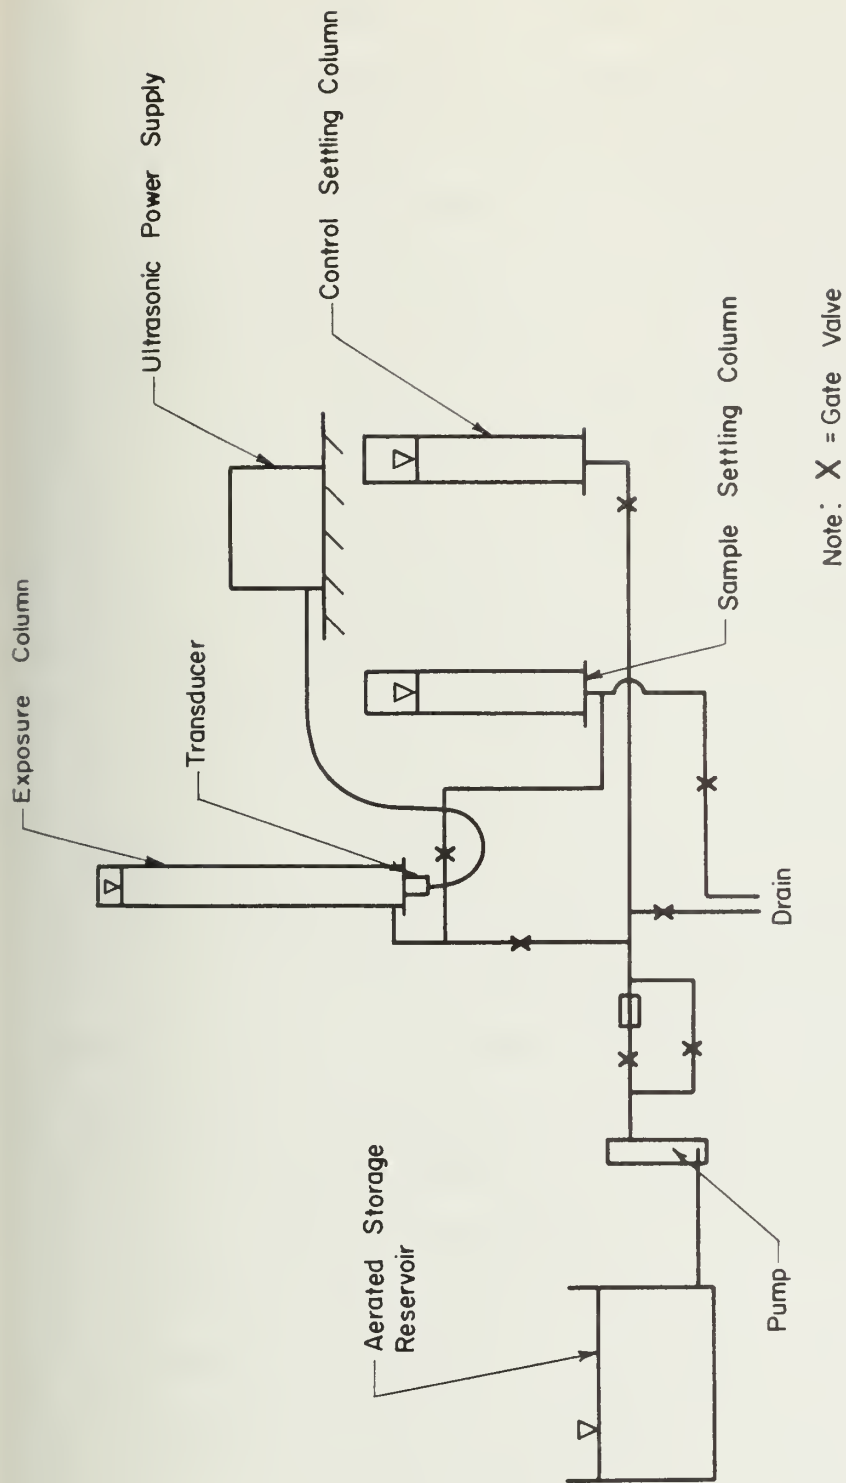 Exposure Column
Transducer
Ultrasonic Power Supply
Control Settling Column
Sample Settling Column
Aerated Storage
Reservoir
Pump
Drain
Note: X = Gate Valve